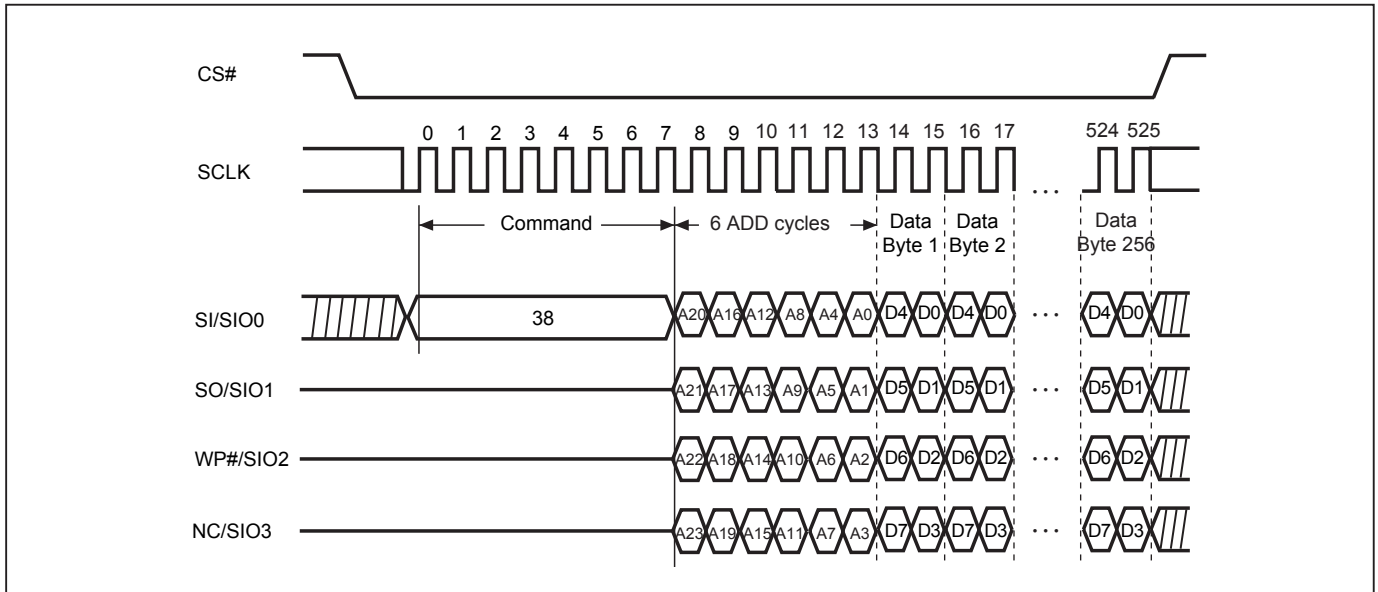 CS#
0 1 2 3 4 5 6 7 8 9 10 11 12 13 14 15 16 17 524 525
SCLK
...
Command 6 ADD cycles Data Data Data
Byte 1 Byte 2 Byte 256
SI/SIO0 38 A20 A16 A12 A8 A4 A0 D4 D0 D4 D0 ... D4 D0
SO/SIO1 A21 A17 A13 A9 A5 A1 D5 D1 D5 D1 ... D5 D1
WP#/SIO2 A22 A18 A14 A10 A6 A2 D6 D2 D6 D2 ... D6 D2
NC/SIO3 A23 A19 A15 A11 A7 A3 D7 D3 D7 D3 ... D7 D3